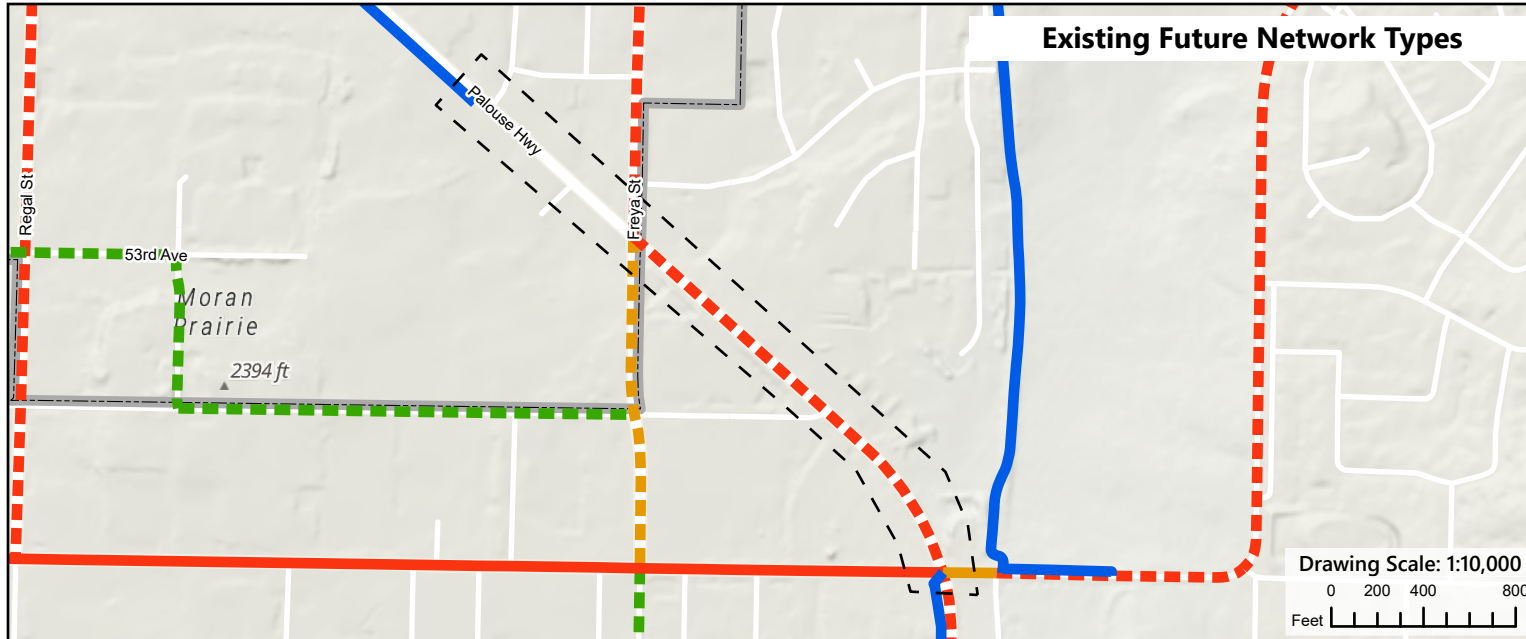 Existing Future Network Types
Palouse Hwy
Regal St
Freya St
53rd Ave
Moran
Prairie
2394 ft
Drawing Scale: 1:10,000
0 200 400 800
Feet